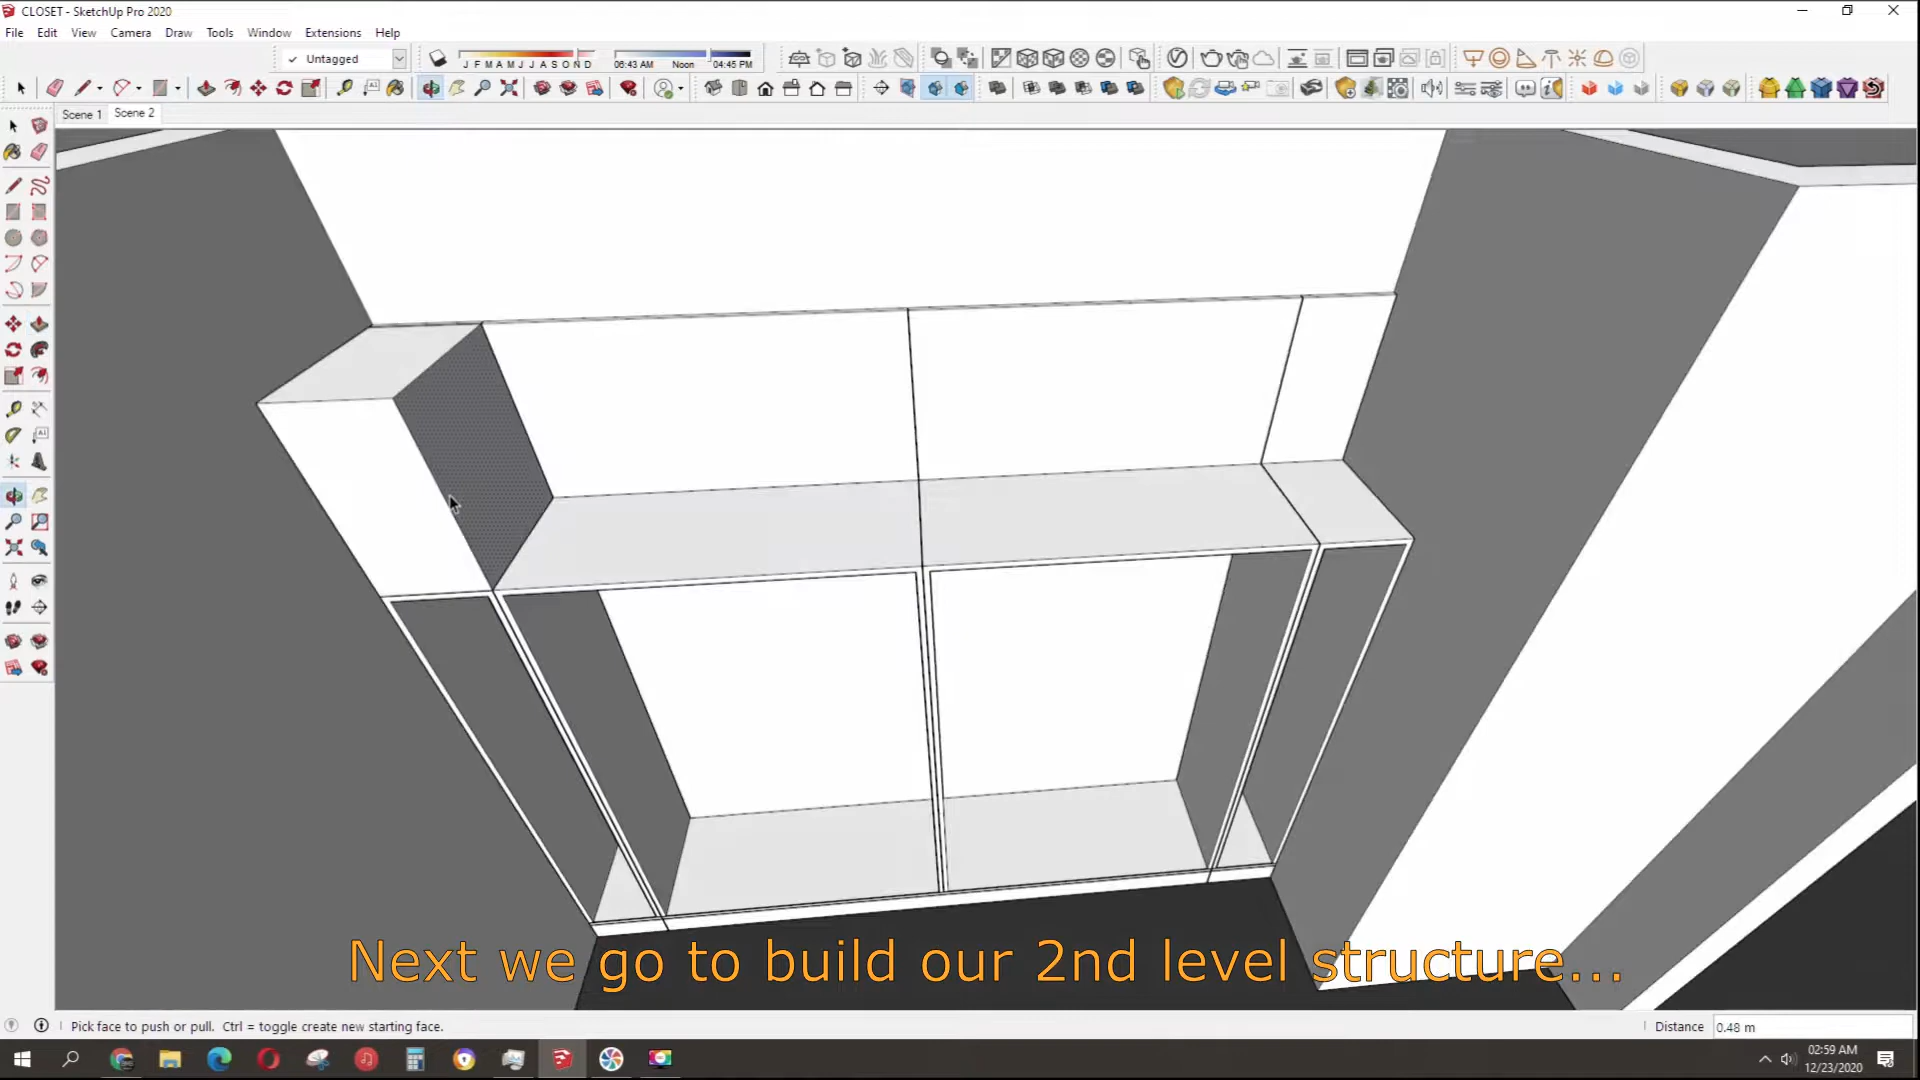 CLOSET - SketchUp Pro 2020
File Edit View Camera Draw Tools Window Extensions Help
Untagged
J F M A M J J A S O N D
06:43 AM Noon 04:45 PM
Scene 1 Scene 2
Next we go to build our 2nd level structure...
Pick face to push or pull. Ctrl = toggle create new starting face.
Distance 0.48 m
02:59 AM
12/23/2020